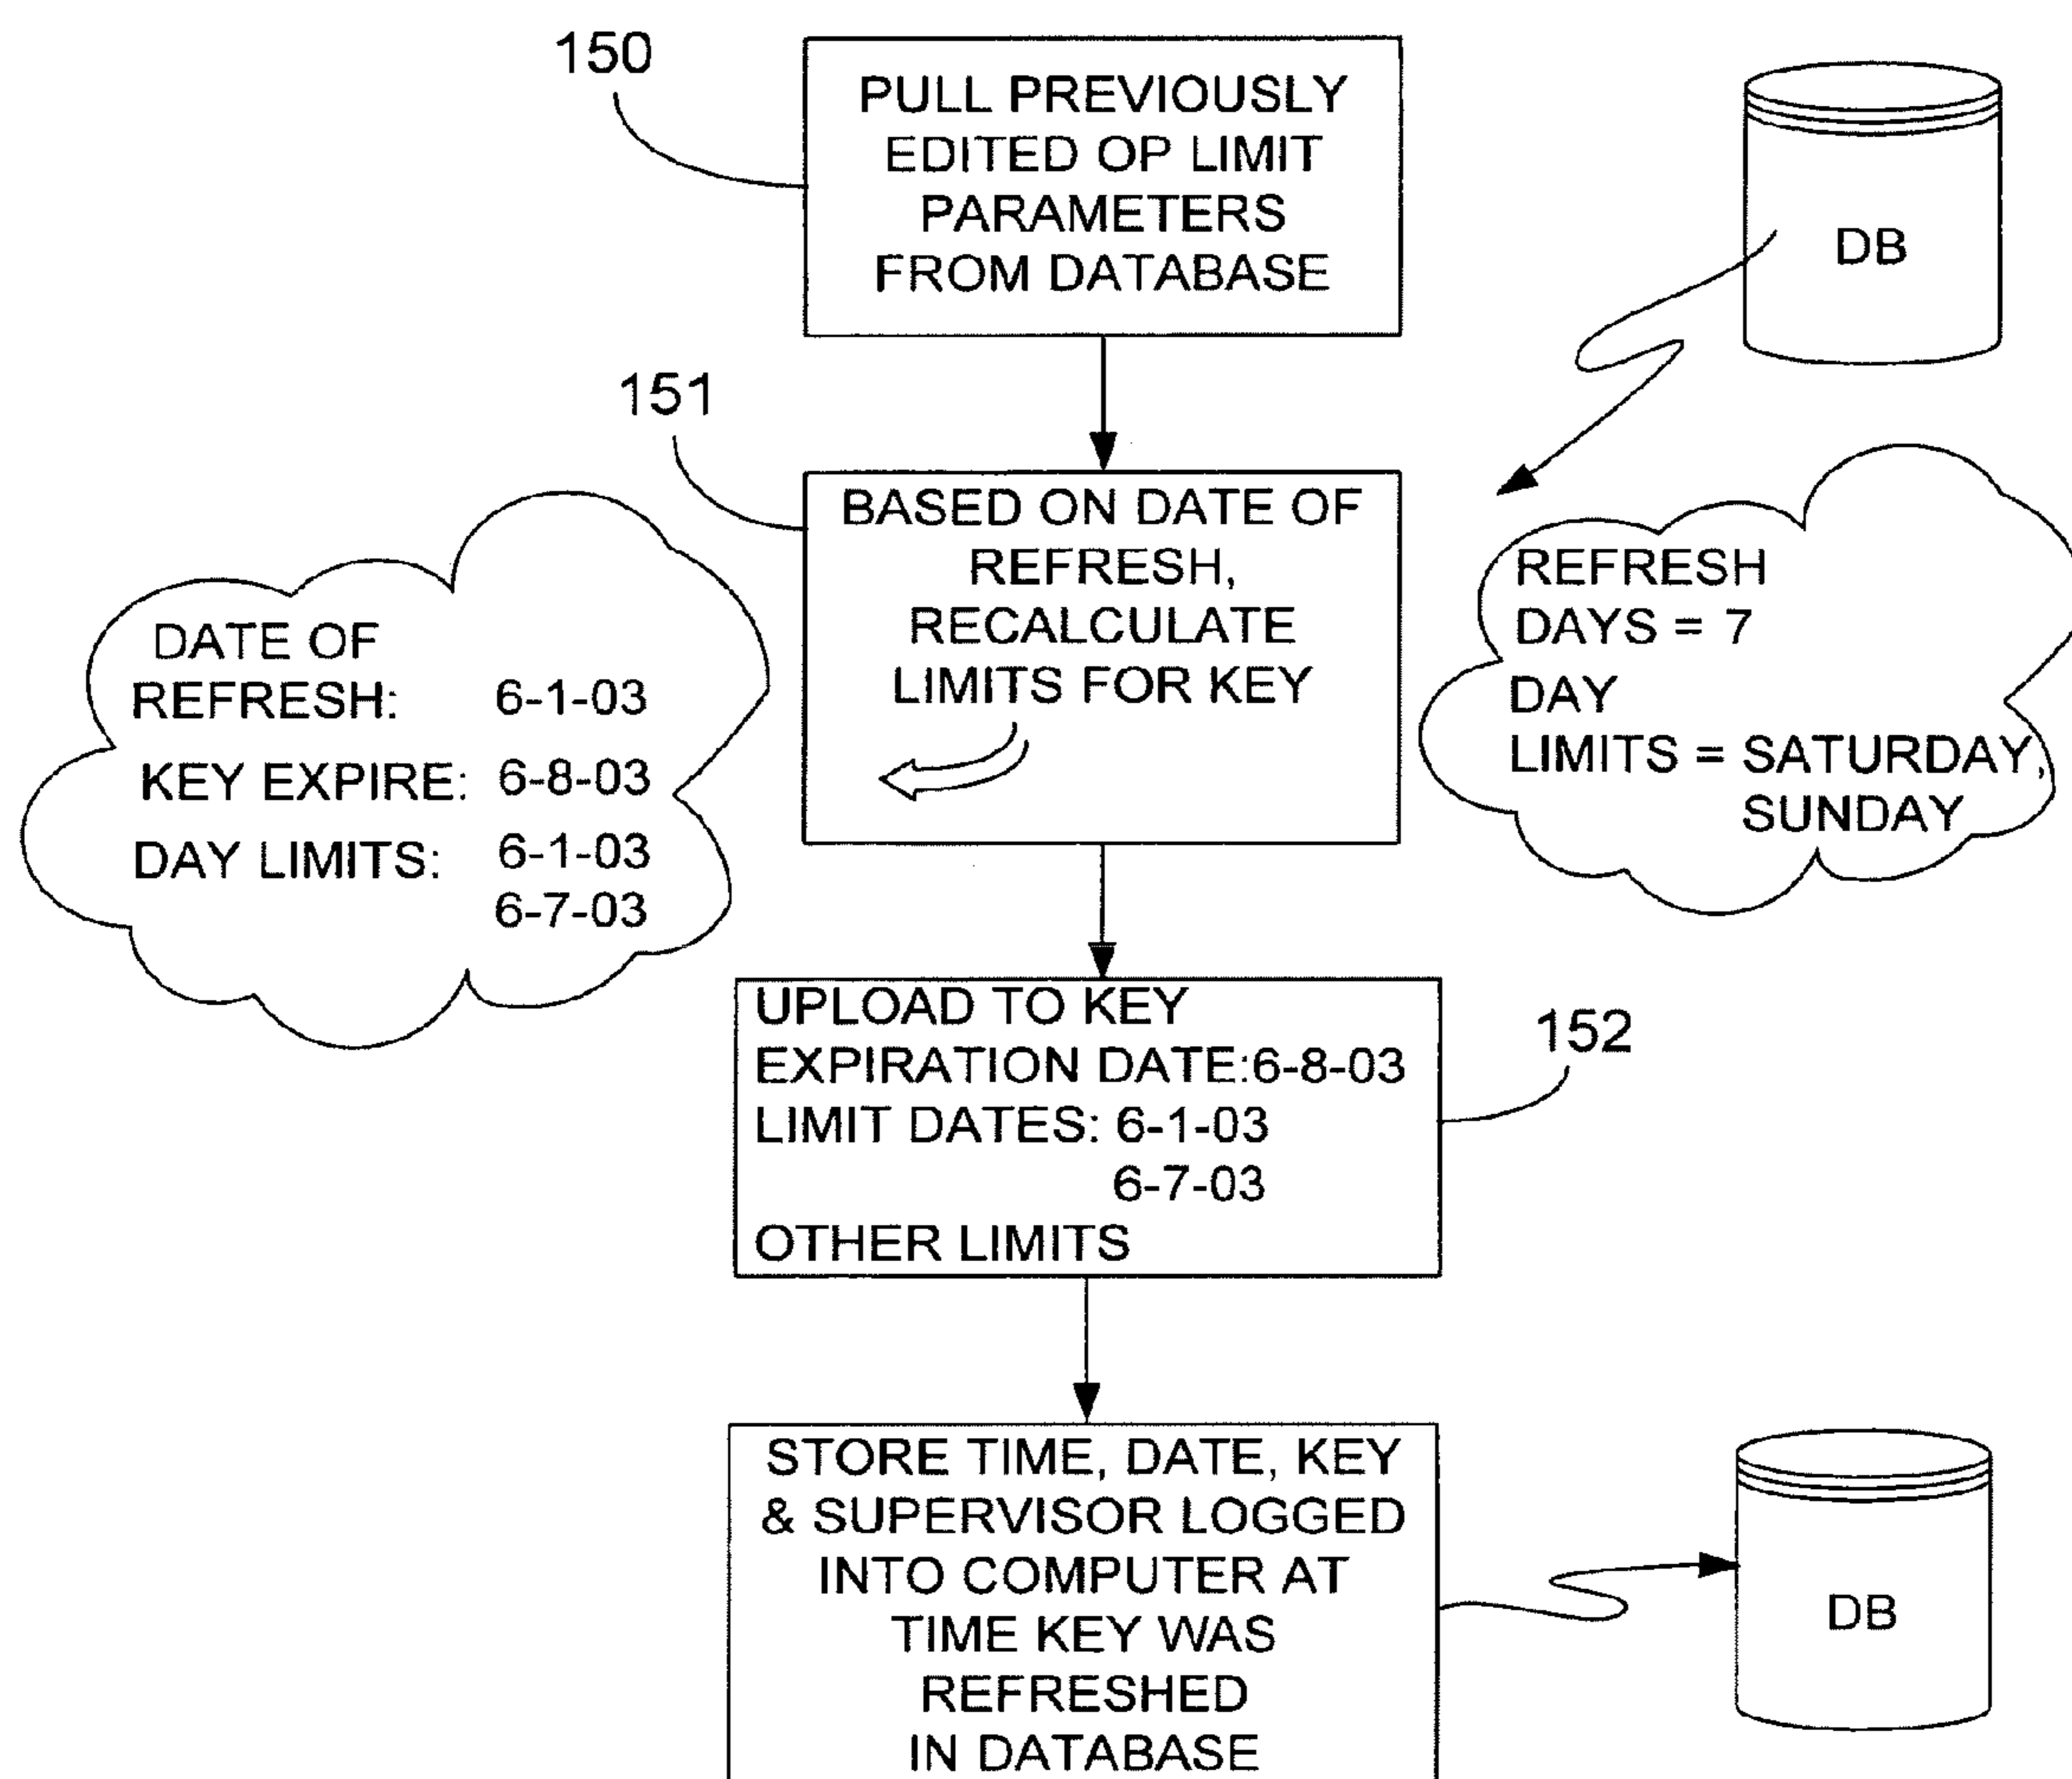 150
PULL PREVIOUSLY
EDITED OP LIMIT
PARAMETERS
FROM DATABASE
DB
151
BASED ON DATE OF
REFRESH,
RECALCULATE
LIMITS FOR KEY
DATE OF
REFRESH: 6-1-03
KEY EXPIRE: 6-8-03
DAY LIMITS: 6-1-03
6-7-03
REFRESH
DAYS = 7
DAY
LIMITS = SATURDAY,
SUNDAY
UPLOAD TO KEY
EXPIRATION DATE:6-8-03
LIMIT DATES: 6-1-03
6-7-03
OTHER LIMITS
152
STORE TIME, DATE, KEY
& SUPERVISOR LOGGED
INTO COMPUTER AT
TIME KEY WAS
REFRESHED
IN DATABASE
DB